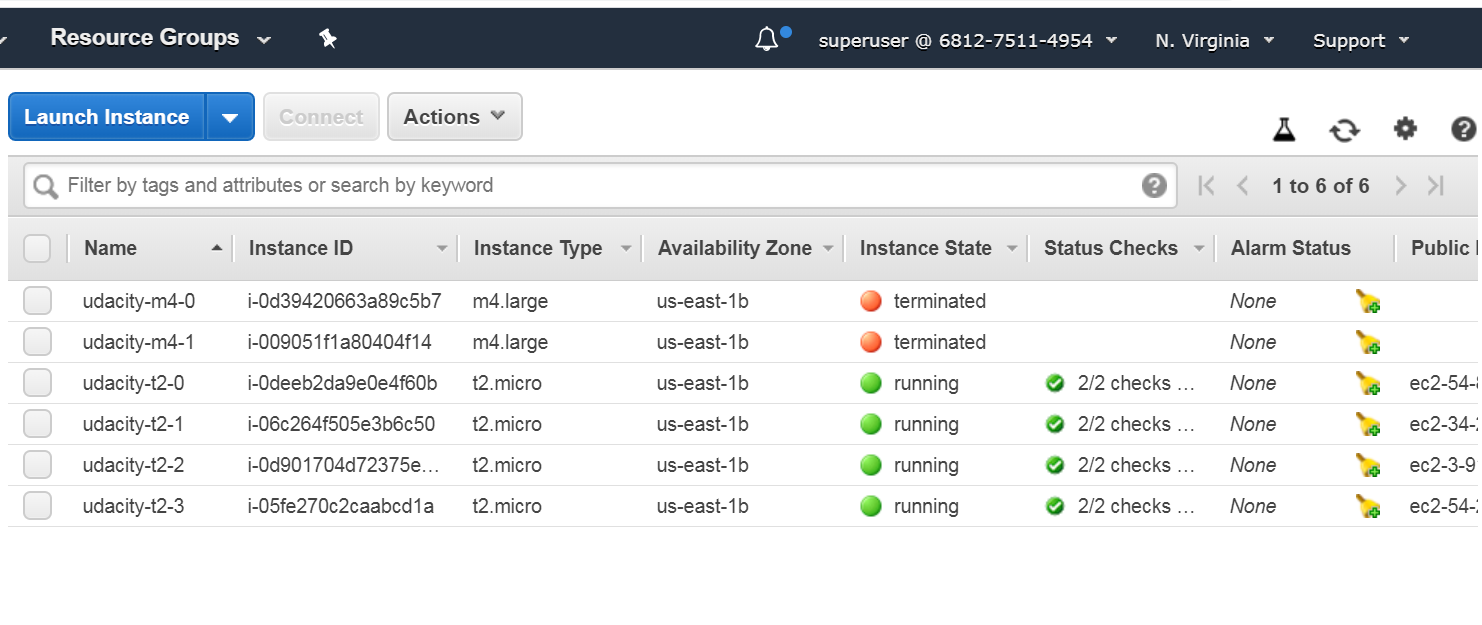 Resource Groups superuser @ 6812-7511-4954 N. Virginia Support
Launch Instance Connect Actions
Filter by tags and attributes or search by keyword 1 to 6 of 6
Name Instance ID Instance Type Availability Zone Instance State Status Checks Alarm Status Public
udacity-m4-0 i-0d39420663a89c5b7 m4.large us-east-1b terminated None
udacity-m4-1 i-009051f1a80404f14 m4.large us-east-1b terminated None
udacity-t2-0 i-0deeb2da9e0e4f60b t2.micro us-east-1b running 2/2 checks … None ec2-54-8
udacity-t2-1 i-06c264f505e3b6c50 t2.micro us-east-1b running 2/2 checks … None ec2-34-2
udacity-t2-2 i-0d901704d72375e… t2.micro us-east-1b running 2/2 checks … None ec2-3-9
udacity-t2-3 i-05fe270c2caabcd1a t2.micro us-east-1b running 2/2 checks … None ec2-54-2